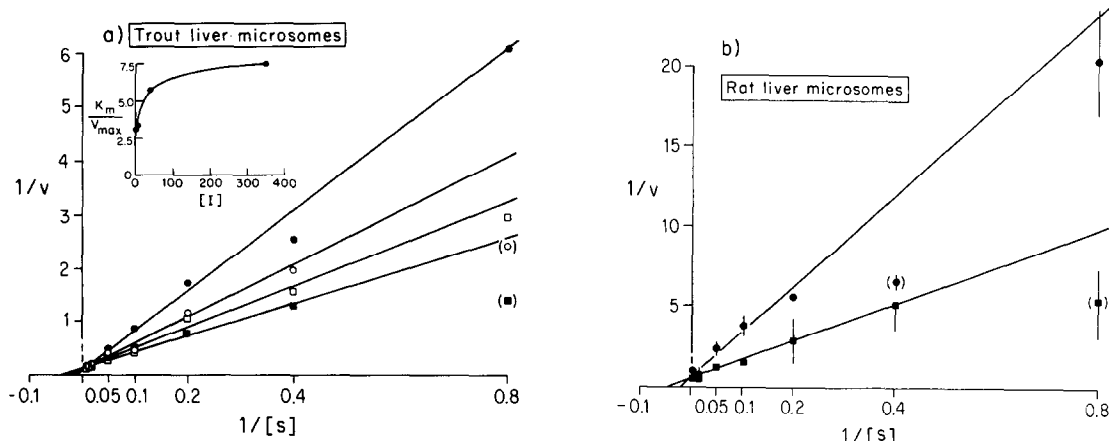 a) Trout liver microsomes
6
5
4
3
2
1
1/v
7.5
5.0
2.5
0
Km
Vmax
0 100 200 300 400
[I]
(○)
(■)
-0.1 0.05 0.1 0.2 0.4 0.8
1/[s]
b)
Rat liver microsomes
20
15
10
5
1/v
(●)
(■)
-0.1 0.05 0.1 0.2 0.4 0.8
1/[s]